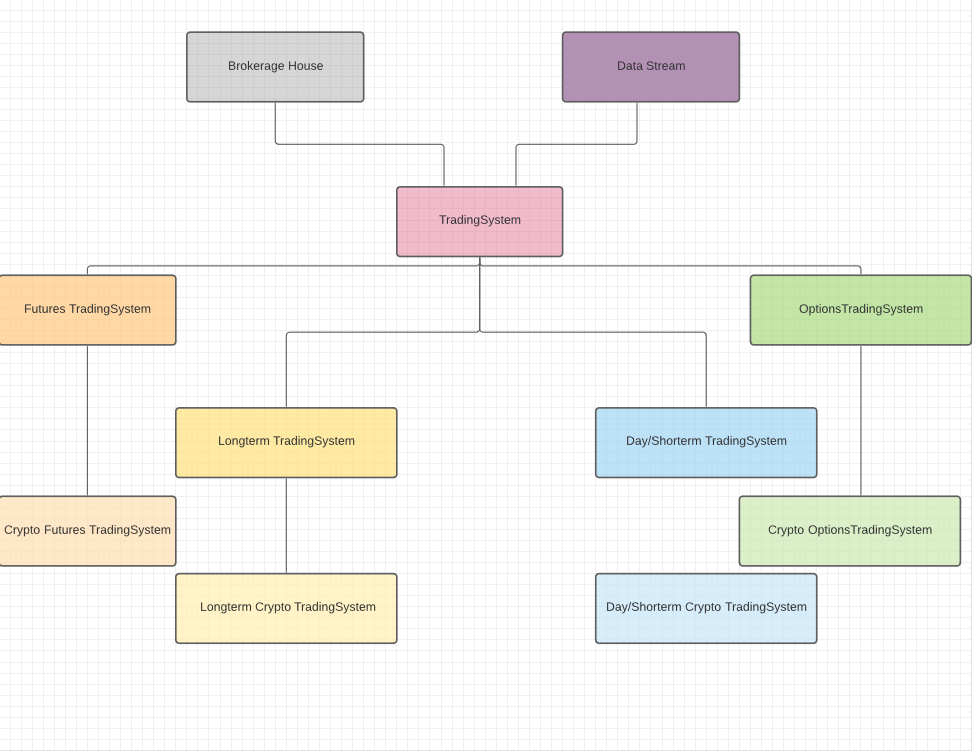 Brokerage House
Data Stream
TradingSystem
Futures TradingSystem
OptionsTradingSystem
Longterm TradingSystem
Day/Shorterm TradingSystem
Crypto Futures TradingSystem
Crypto OptionsTradingSystem
Longterm Crypto TradingSystem
Day/Shorterm Crypto TradingSystem